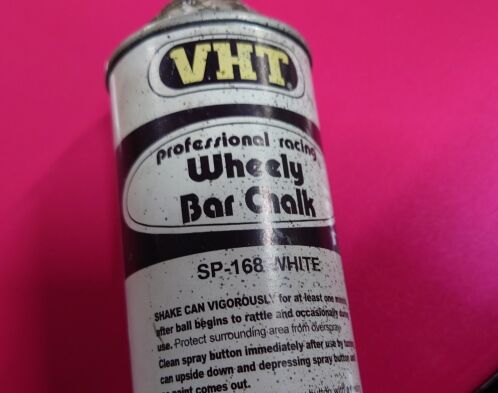 VHT
professional racing
Wheely
Bar Chalk
SP-168 WHITE
SHAKE CAN VIGOROUSLY for at least one
after ball begins to rattle and occasionally
use. Protect surrounding area from overspray
Clean spray button immediately after use by
can upside down and depressing spray button
paint comes out.